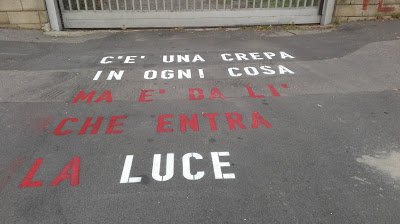 C'E' UNA CREPA
IN OGNI COSA
MA E' DA LI'
CHE ENTRA
LA LUCE